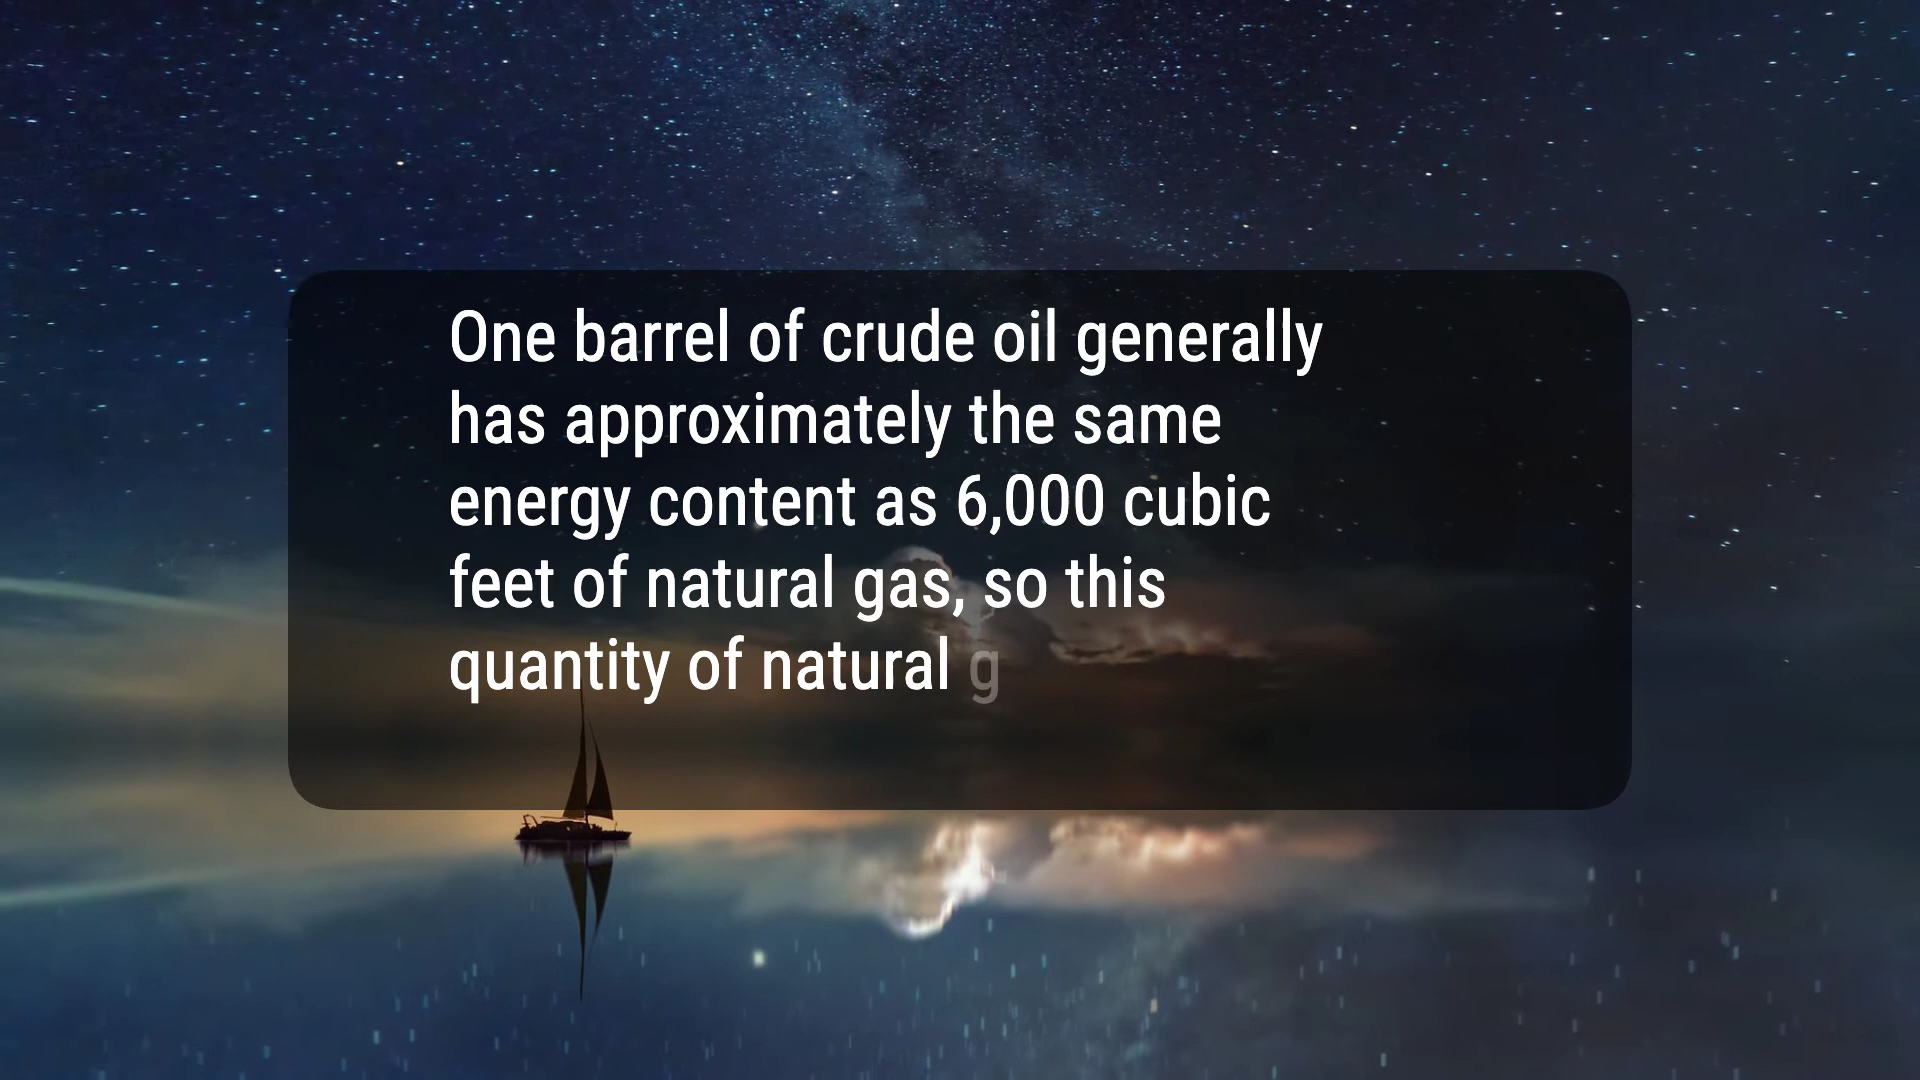 One barrel of crude oil generally
has approximately the same
energy content as 6,000 cubic
feet of natural gas, so this
quantity of natural g